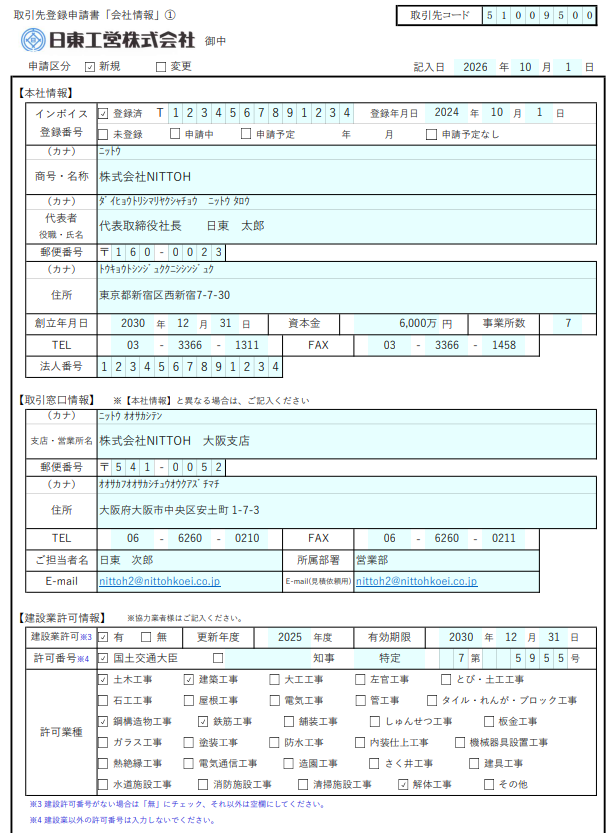 取引先登録申請書「会社情報」① 取引先コード 5 1 0 0 9 5 0 0
日東工営株式会社 御中
申請区分 ☑ 新規 ☐ 変更 記入日 2026 年 10 月 1 日
【本社情報】
インボイス登録番号 ☑ 登録済 T 1 2 3 4 5 6 7 8 9 1 2 3 4 登録年月日 2024 年 10 月 1 日
☐ 未登録 ☐ 申請中 ☐ 申請予定 年 月 ☐ 申請予定なし
(カナ) ニットウ
商号・名称 株式会社NITTOH
(カナ) ダイヒョウトリシマリヤクシャチョウ ニットウ タロウ
代表者 役職・氏名 代表取締役社長 日東 太郎
郵便番号 〒 1 6 0 - 0 0 2 3
(カナ) トウキョウトシンジュククニシシンジュク
住所 東京都新宿区西新宿7-7-30
創立年月日 2030 年 12 月 31 日 資本金 6,000万 円 事業所数 7
TEL 03 - 3366 - 1311 FAX 03 - 3366 - 1458
法人番号 1 2 3 4 5 6 7 8 9 1 2 3 4
【取引窓口情報】 ※【本社情報】と異なる場合は、ご記入ください
(カナ) ニットウ オオサカシテン
支店・営業所名 株式会社NITTOH 大阪支店
郵便番号 〒 5 4 1 - 0 0 5 2
(カナ) オオサカフオオサカシチュウオウクアズチマチ
住所 大阪府大阪市中央区安土町1-7-3
TEL 06 - 6260 - 0210 FAX 06 - 6260 - 0211
ご担当者名 日東 次郎 所属部署 営業部
E-mail nittoh2@nittohkoei.co.jp E-mail(見積依頼用) nittoh2@nittohkoei.co.jp
【建設業許可情報】 ※協力業者様はご記入ください。
建設業許可※3 ☑ 有 ☐ 無 更新年度 2025 年度 有効期限 2030 年 12 月 31 日
許可番号※4 ☑ 国土交通大臣 ☐ 知事 特定 7 第 5 9 5 5 号
許可業種 ☑ 土木工事 ☑ 建築工事 ☐ 大工工事 ☐ 左官工事 ☐ とび・土工工事
☐ 石工工事 ☐ 屋根工事 ☐ 電気工事 ☐ 管工事 ☐ タイル・れんが・ブロック工事
☑ 鋼構造物工事 ☑ 鉄筋工事 ☐ 舗装工事 ☐ しゅんせつ工事 ☐ 板金工事
☐ ガラス工事 ☐ 塗装工事 ☐ 防水工事 ☐ 内装仕上工事 ☐ 機械器具設置工事
☐ 熱絶縁工事 ☐ 電気通信工事 ☐ 造園工事 ☐ さく井工事 ☐ 建具工事
☐ 水道施設工事 ☐ 消防施設工事 ☐ 清掃施設工事 ☑ 解体工事 ☐ その他
※3 建設許可番号がない場合は「無」にチェック、それ以外は空欄にしてください。
※4 建設業以外の許可番号は入力しないでください。